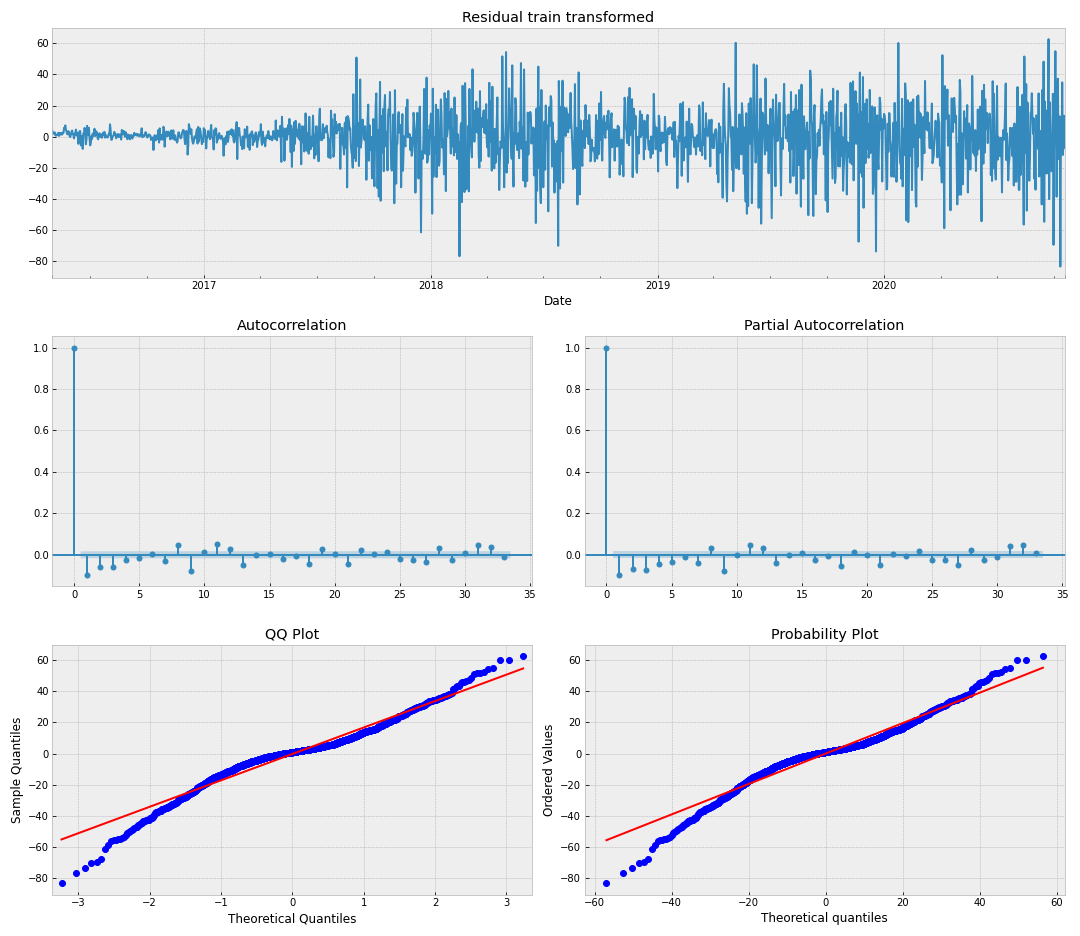 Residual train transformed
60
40
20
0
−20
−40
−60
−80
2017 2018 2019 2020
Date
Autocorrelation
1.0
0.8
0.6
0.4
0.2
0.0
0 5 10 15 20 25 30 35
Partial Autocorrelation
1.0
0.8
0.6
0.4
0.2
0.0
0 5 10 15 20 25 30 35
QQ Plot
Sample Quantiles
60
40
20
0
−20
−40
−60
−80
−3 −2 −1 0 1 2 3
Theoretical Quantiles
Probability Plot
Ordered Values
60
40
20
0
−20
−40
−60
−80
−60 −40 −20 0 20 40 60
Theoretical quantiles